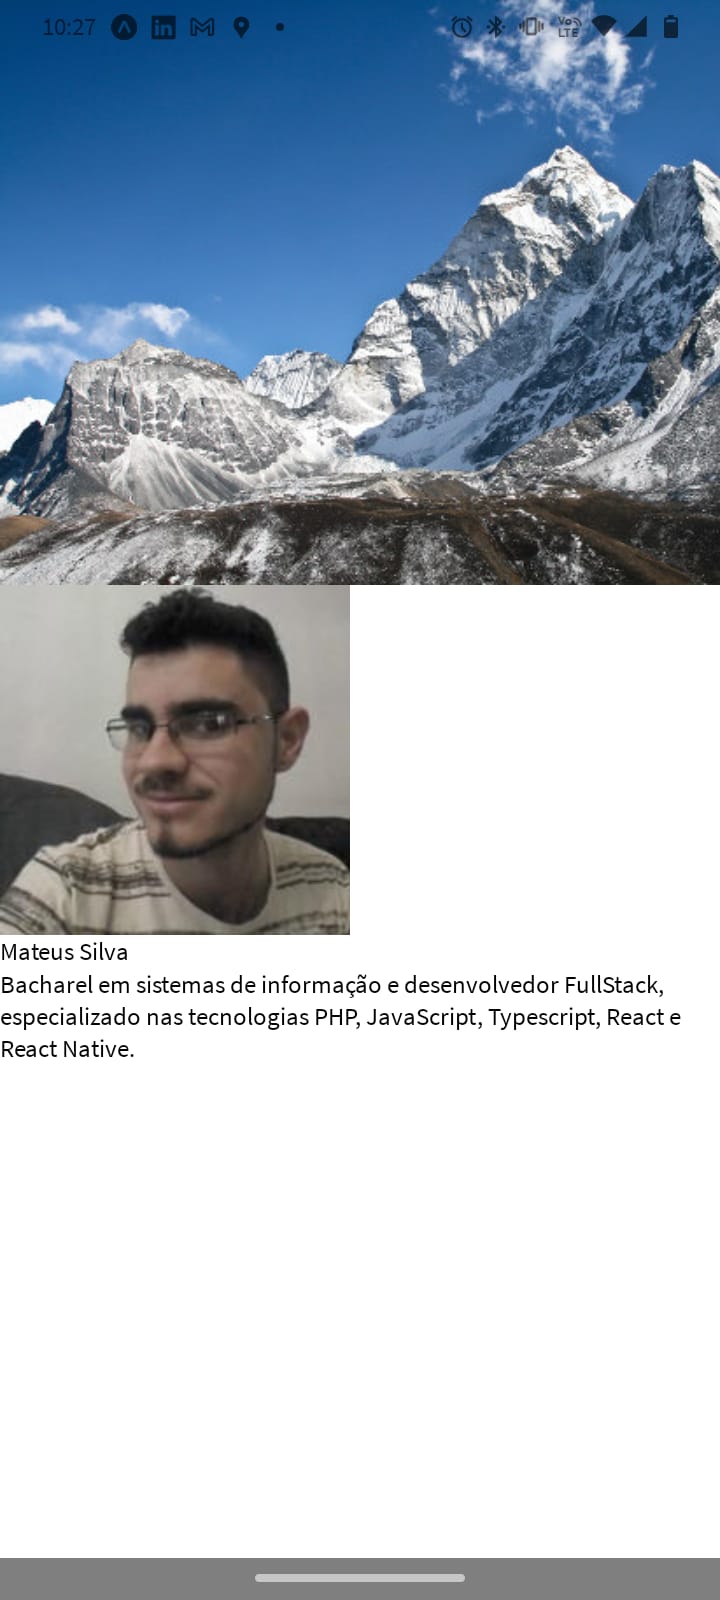 10:27
Vo LTE
Mateus Silva
Bacharel em sistemas de informação e desenvolvedor FullStack,
especializado nas tecnologias PHP, JavaScript, Typescript, React e
React Native.